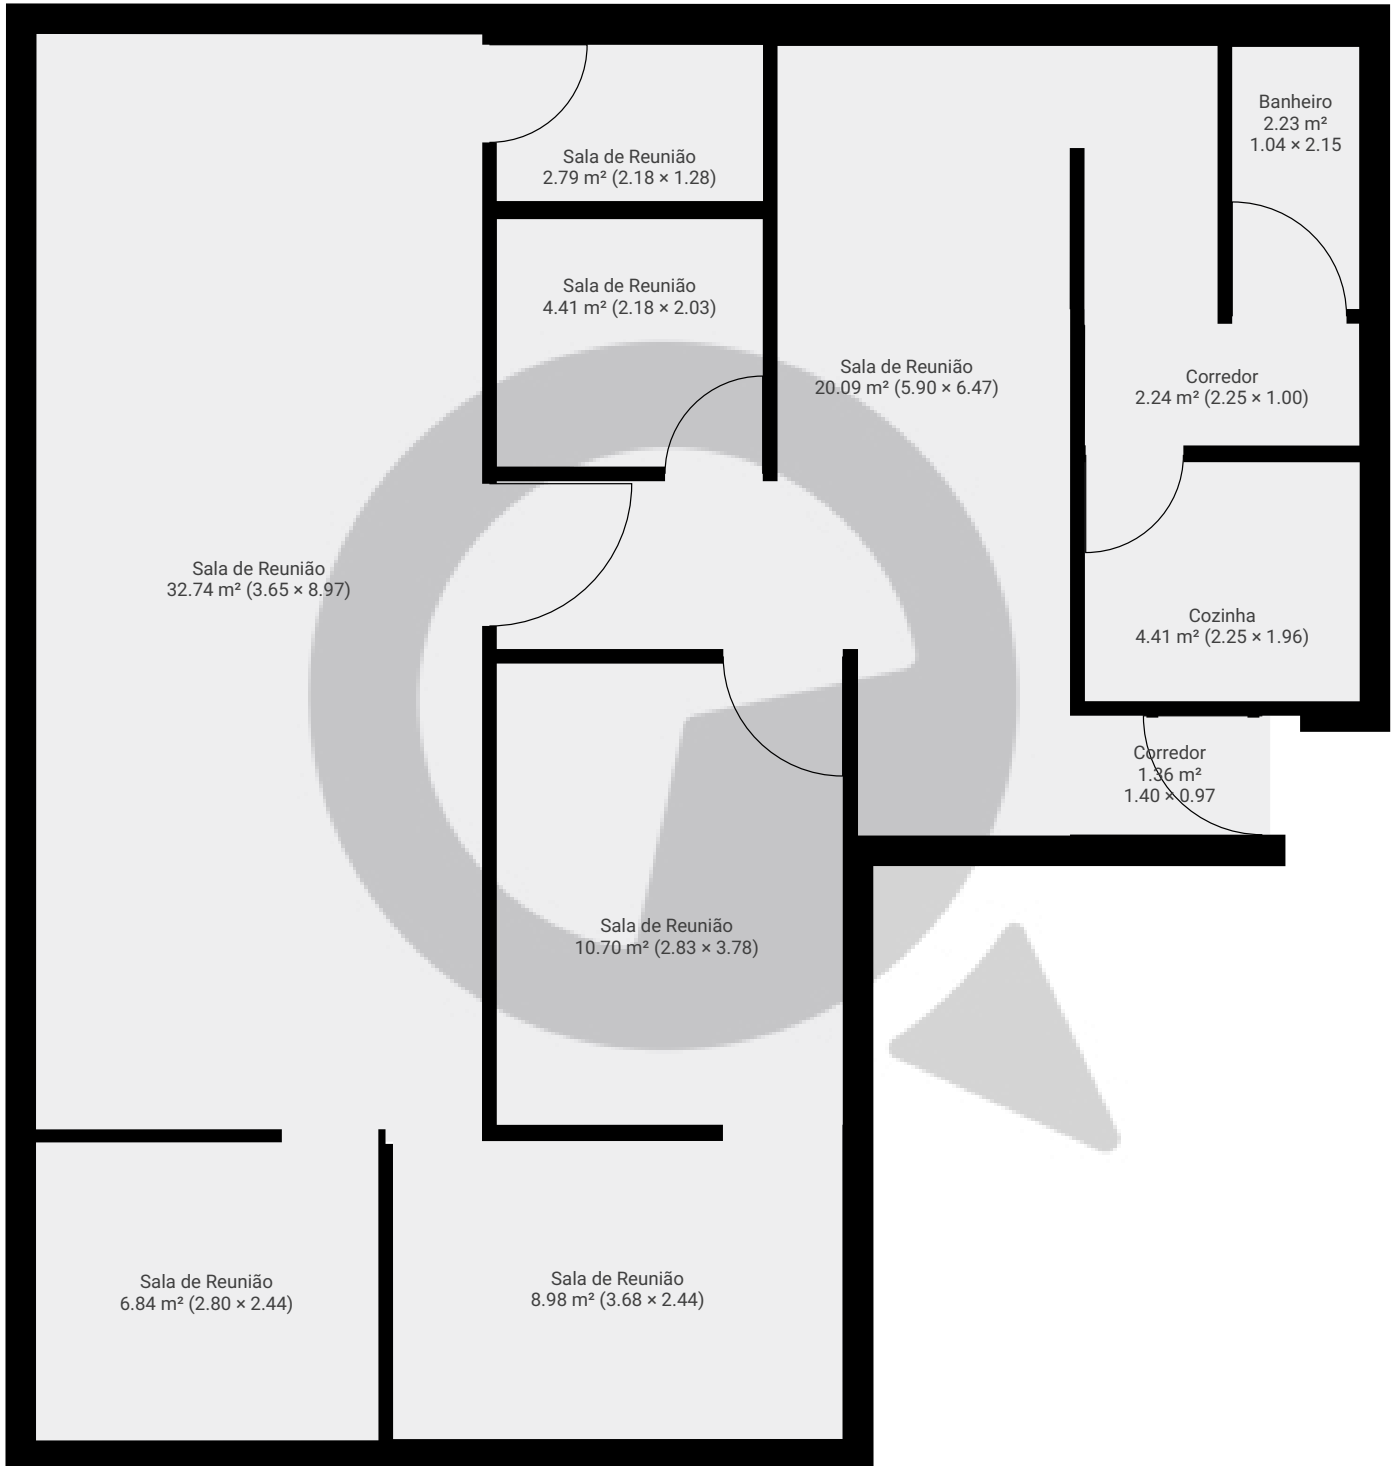 Banheiro
2.23 m²
1.04 × 2.15
Sala de Reunião
2.79 m² (2.18 × 1.28)
Sala de Reunião
4.41 m² (2.18 × 2.03)
Sala de Reunião
20.09 m² (5.90 × 6.47)
Corredor
2.24 m² (2.25 × 1.00)
Sala de Reunião
32.74 m² (3.65 × 8.97)
Cozinha
4.41 m² (2.25 × 1.96)
Corredor
1.36 m²
1.40 × 0.97
Sala de Reunião
10.70 m² (2.83 × 3.78)
Sala de Reunião
6.84 m² (2.80 × 2.44)
Sala de Reunião
8.98 m² (3.68 × 2.44)